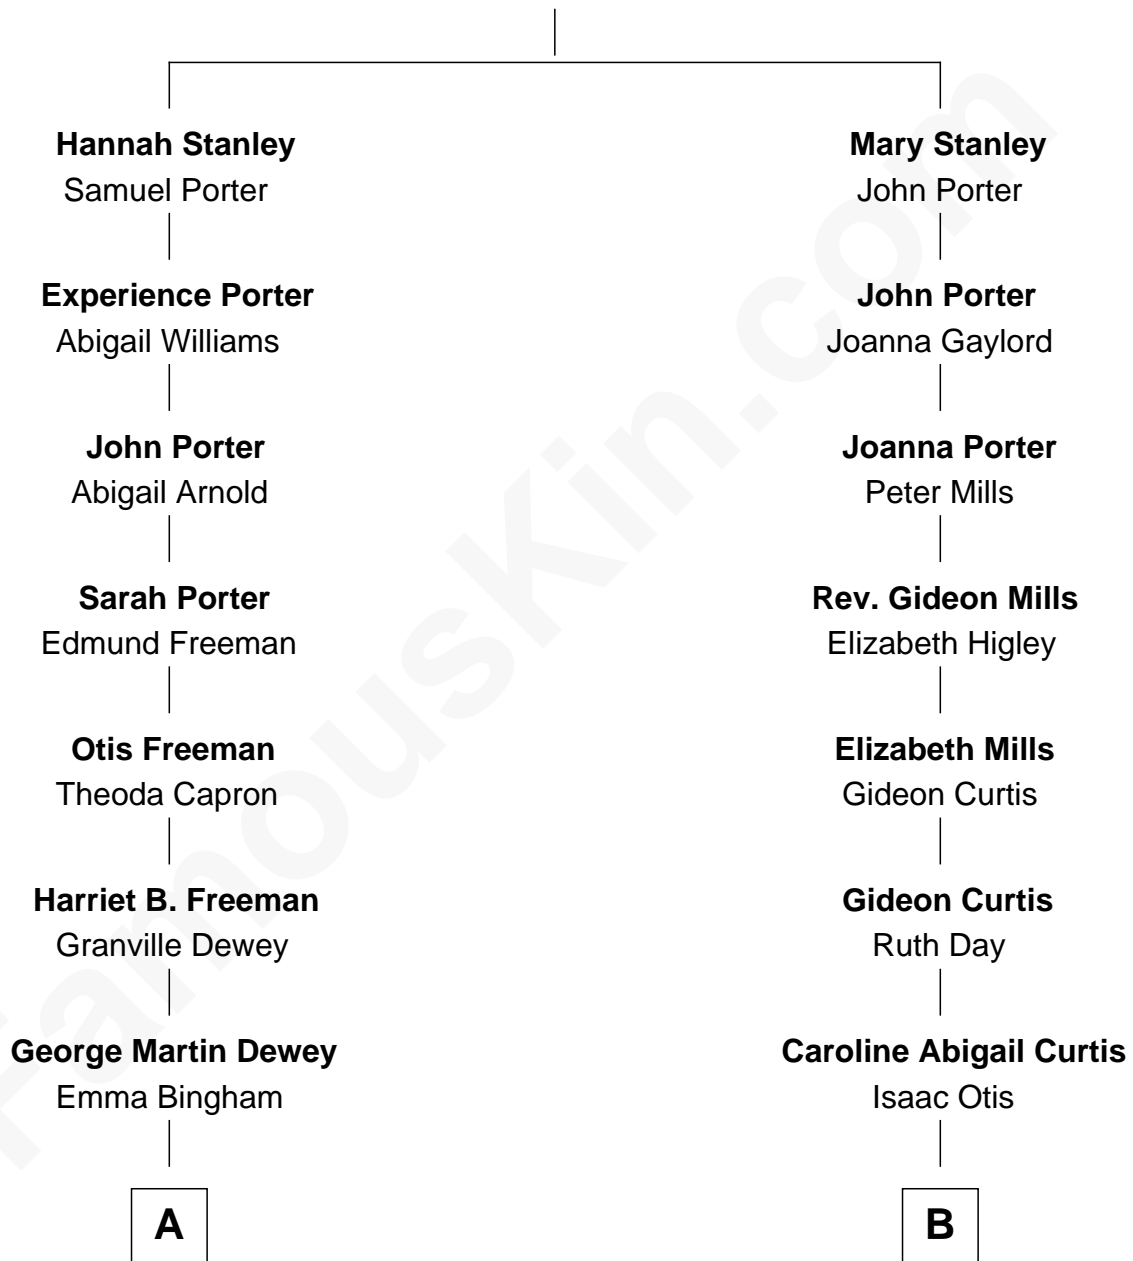 Hannah Stanley
Samuel Porter
Experience Porter
Abigail Williams
John Porter
Abigail Arnold
Sarah Porter
Edmund Freeman
Otis Freeman
Theoda Capron
Harriet B. Freeman
Granville Dewey
George Martin Dewey
Emma Bingham
A
Mary Stanley
John Porter
John Porter
Joanna Gaylord
Joanna Porter
Peter Mills
Rev. Gideon Mills
Elizabeth Higley
Elizabeth Mills
Gideon Curtis
Gideon Curtis
Ruth Day
Caroline Abigail Curtis
Isaac Otis
B
FamousKin.com